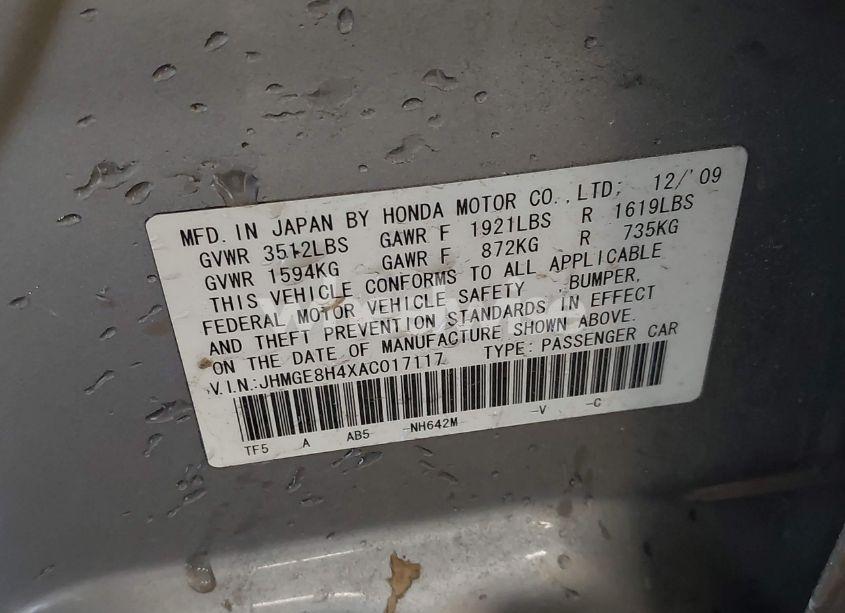 MFD. IN JAPAN BY HONDA MOTOR CO.,LTD; 12/'09
GVWR 3512LBS GAWR F 1921LBS R 1619LBS
GVWR 1594KG GAWR F 872KG R 735KG
THIS VEHICLE CONFORMS TO ALL APPLICABLE
FEDERAL MOTOR VEHICLE SAFETY ,BUMPER,
AND THEFT PREVENTION STANDARDS IN EFFECT
ON THE DATE OF MANUFACTURE SHOWN ABOVE.
V.I.N.:JHMGE8H4XAC017117 TYPE: PASSENGER CAR
TF5 A AB5 -NH642M -V -C